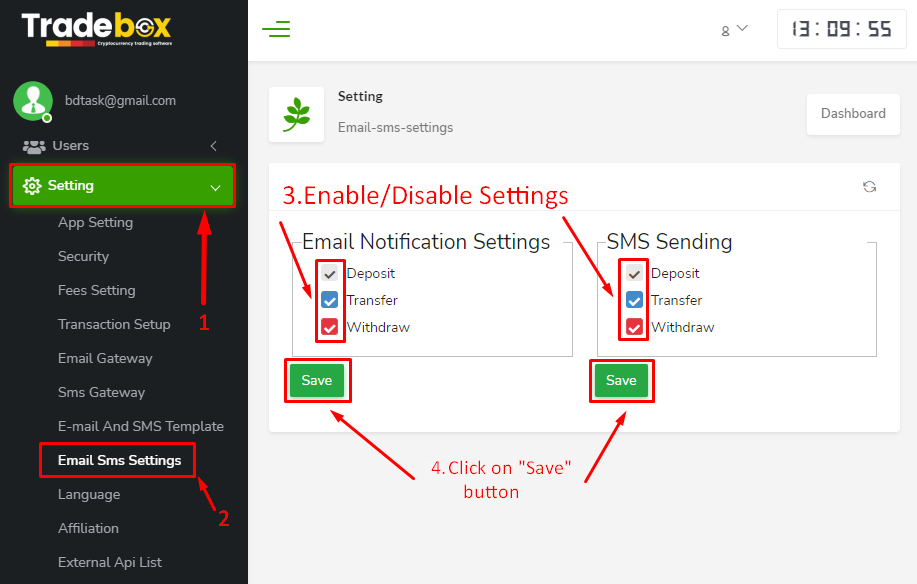 Tradebox
Cryptocurrency trading software
13:09:55
bdtask@gmail.com
Users
Setting
App Setting
Security
Fees Setting
Transaction Setup
Email Gateway
Sms Gateway
E-mail And SMS Template
Email Sms Settings
Language
Affiliation
External Api List
1
2
Setting
Email-sms-settings
Dashboard
3.Enable/Disable Settings
Email Notification Settings
Deposit
Transfer
Withdraw
Save
SMS Sending
Deposit
Transfer
Withdraw
Save
4.Click on "Save"
button